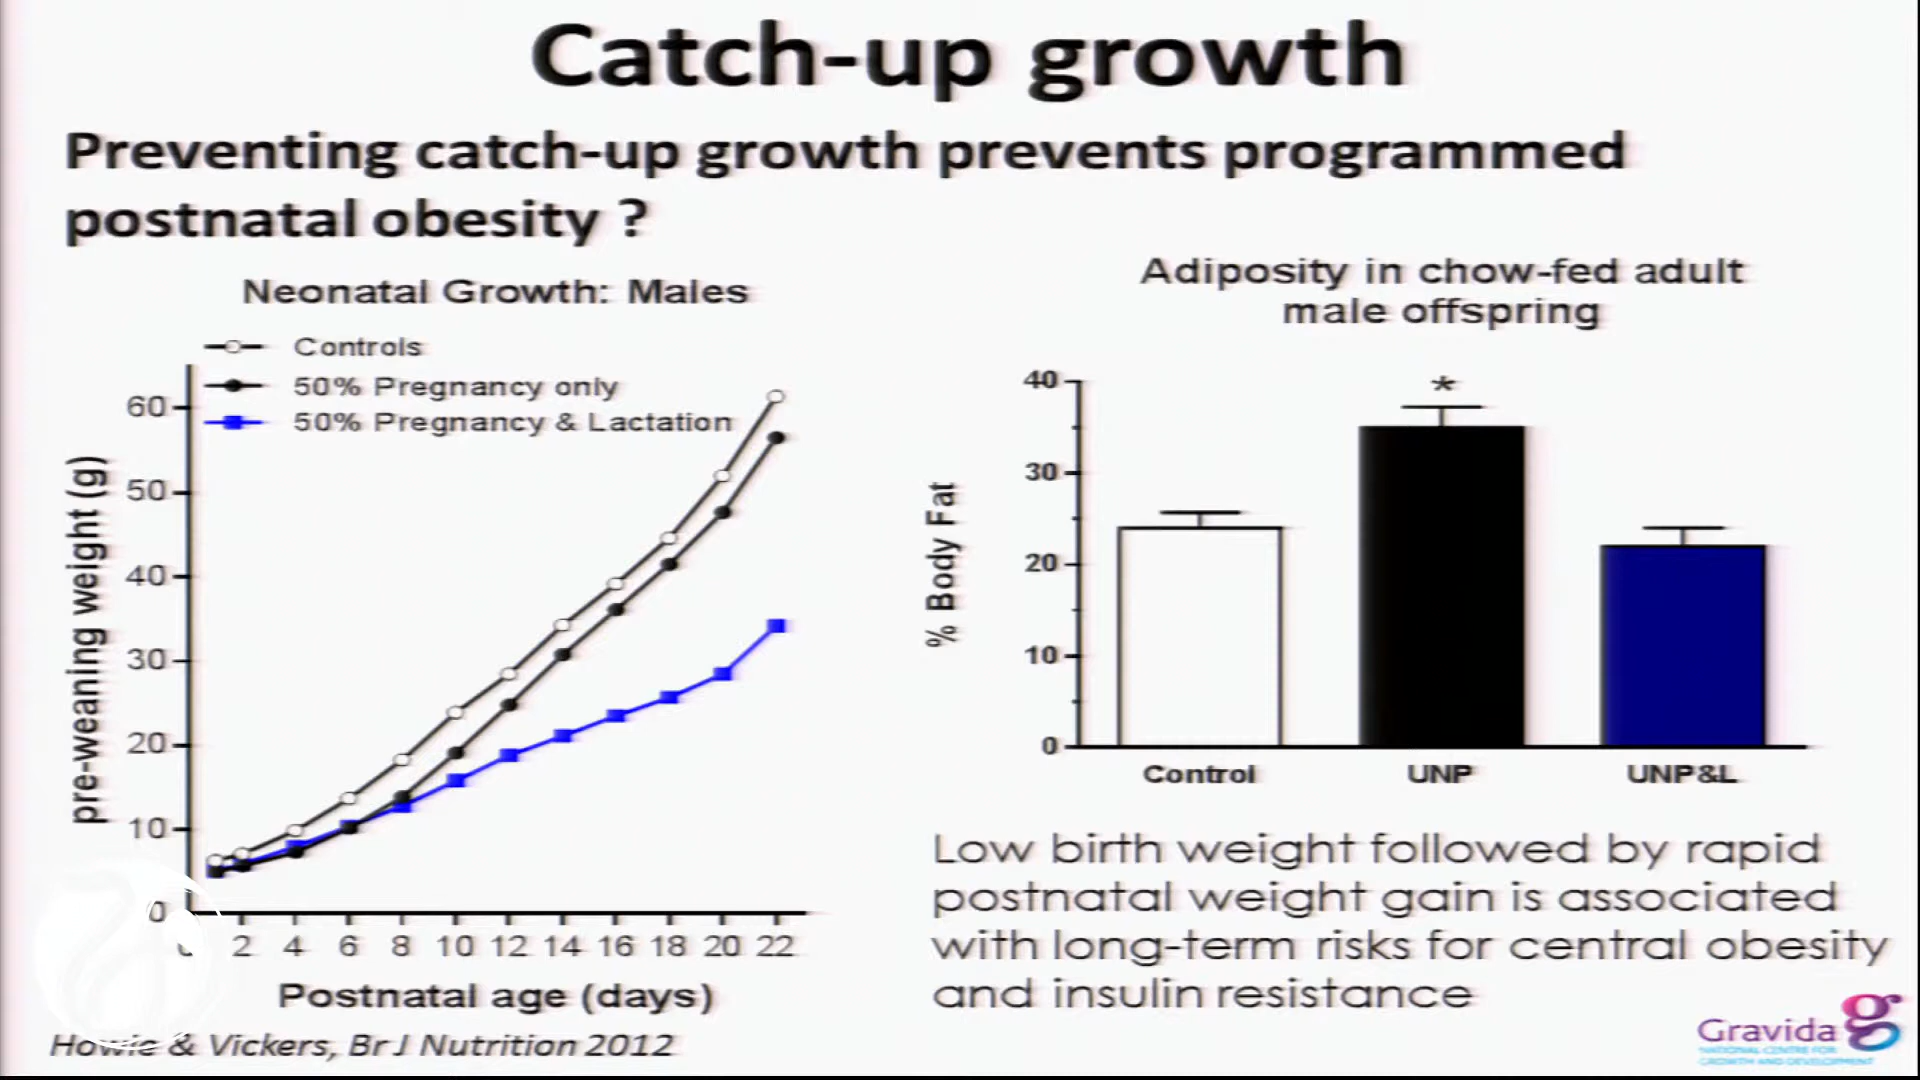 Catch-up growth
Preventing catch-up growth prevents programmed
postnatal obesity ?
Neonatal Growth: Males
Controls
50% Pregnancy only
50% Pregnancy & Lactation
pre-weaning weight (g)
60
50
40
30
20
10
0
2 4 6 8 10 12 14 16 18 20 22
Postnatal age (days)
Howie & Vickers, Br J Nutrition 2012
Adiposity in chow-fed adult
male offspring
% Body Fat
40
30
20
10
0
*
Control UNP UNP&L
Low birth weight followed by rapid
postnatal weight gain is associated
with long-term risks for central obesity
and insulin resistance
Gravida
NATIONAL CENTRE FOR
GROWTH AND DEVELOPMENT